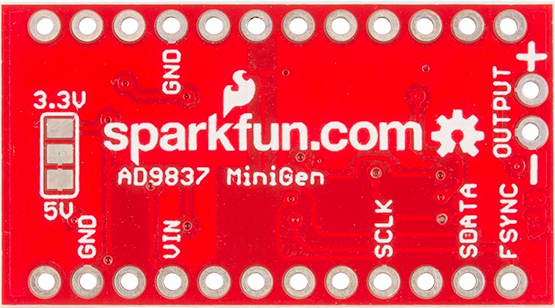 GND
3.3V
sparkfun.com
AD9837 MiniGen
5V
GND
VIN
SCLK
SDATA
FSYNC
OUTPUT
+
-